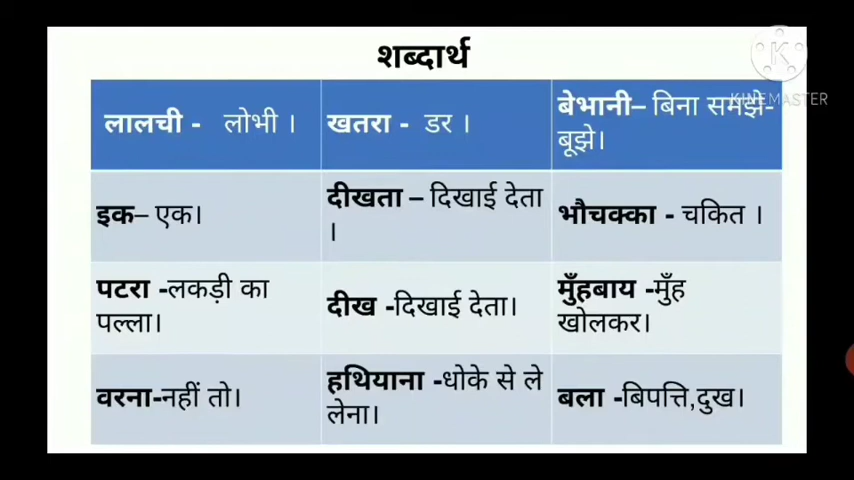 शब्दार्थ
लालची - लोभी ।
खतरा - डर ।
बेभानी– बिना समझे-
बूझे।
इक– एक।
दीखता – दिखाई देता
।
भौचक्का - चकित ।
पटरा -लकड़ी का
पल्ला।
दीख -दिखाई देता।
मुँहबाय -मुँह
खोलकर।
वरना-नहीं तो।
हथियाना -धोके से ले
लेना।
बला -बिपत्ति,दुख।
K
KINEMASTER